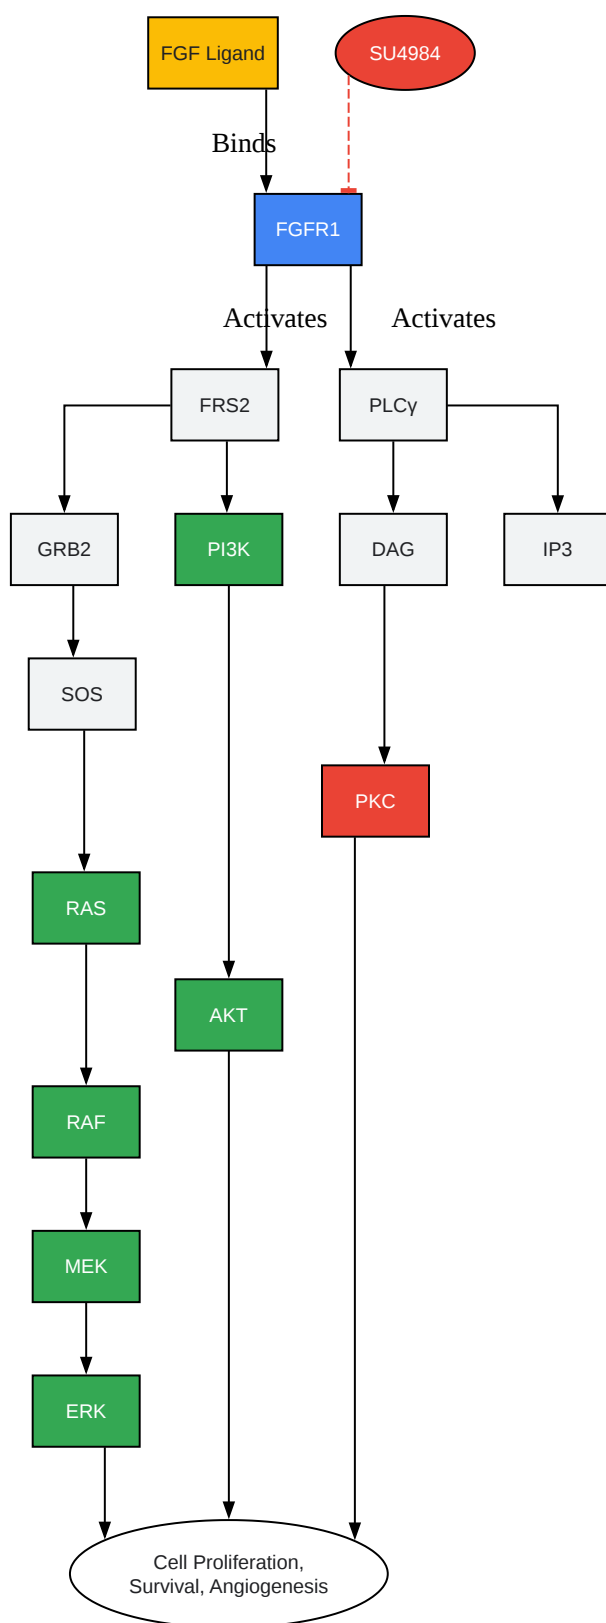 FGF Ligand
SU4984
Binds
FGFR1
Activates
Activates
FRS2
PLCγ
GRB2
PI3K
DAG
IP3
SOS
PKC
RAS
AKT
RAF
MEK
ERK
Cell Proliferation,
Survival, Angiogenesis